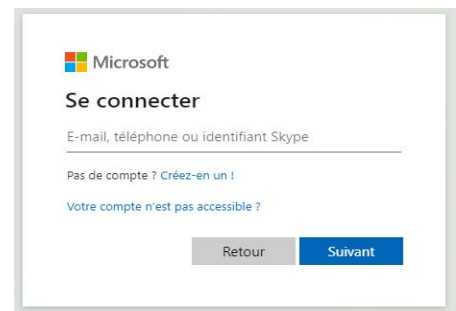 Microsoft
Se connecter
E-mail, téléphone ou identifiant Skype
Pas de compte ? Créez-en un !
Votre compte n'est pas accessible ?
Retour Suivant